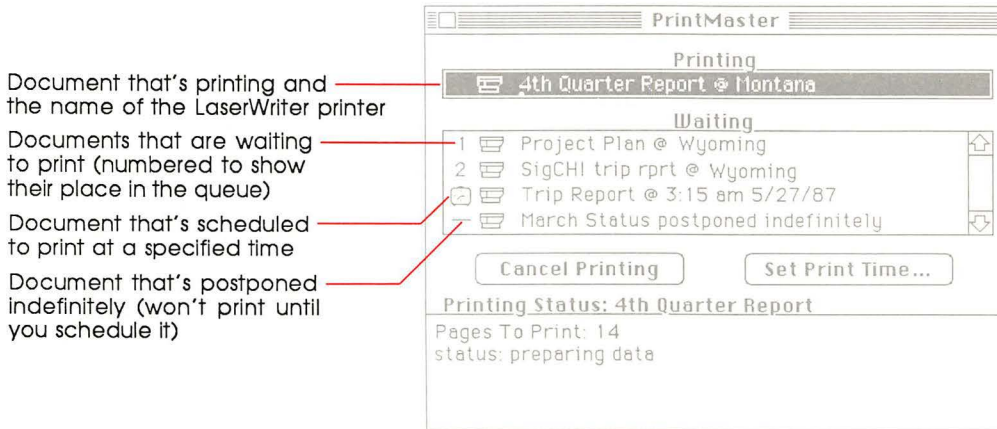 PrintMaster
Printing
4th Quarter Report @ Montana
Waiting
1 Project Plan @ Wyoming
2 SigCHI trip rprt @ Wyoming
Trip Report @ 3:15 am 5/27/87
— March Status postponed indefinitely
Cancel Printing
Set Print Time...
Printing Status: 4th Quarter Report
Pages To Print: 14
status: preparing data
Document that's printing and
the name of the LaserWriter printer
Documents that are waiting
to print (numbered to show
their place in the queue)
Document that's scheduled
to print at a specified time
Document that's postponed
indefinitely (won't print until
you schedule it)